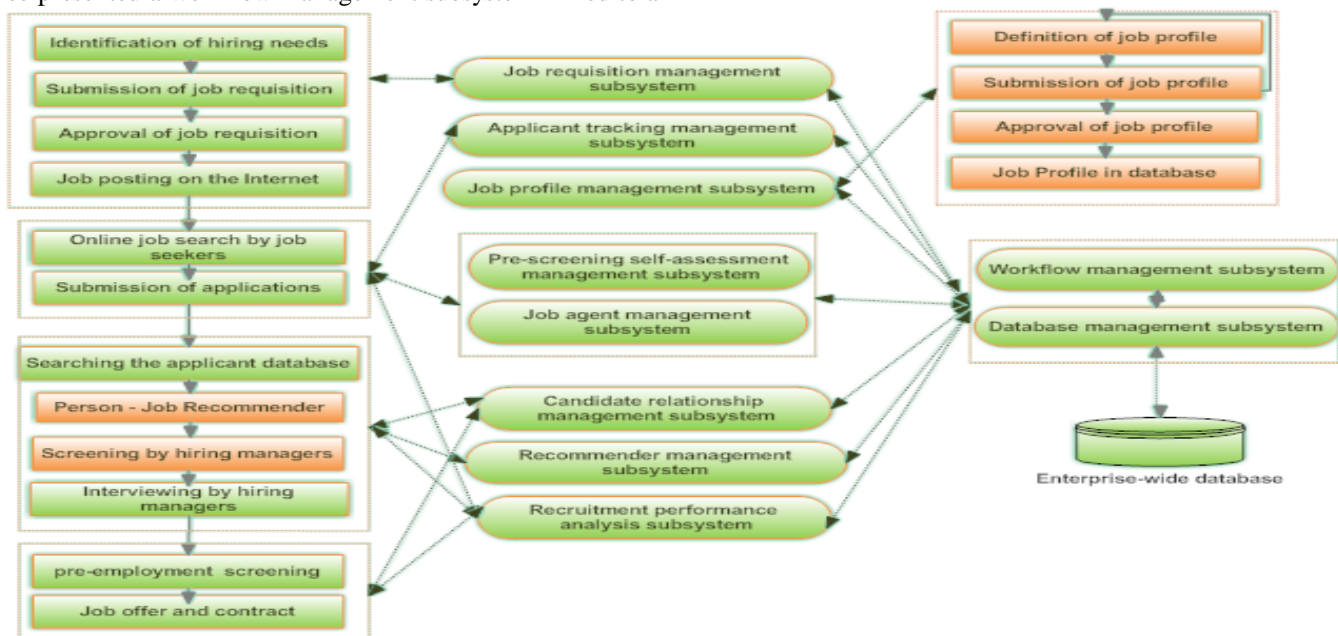 Identification of hiring needs
Submission of job requisition
Approval of job requisition
Job posting on the Internet
Online job search by job
seekers
Submission of applications
Searching the applicant database
Person - Job Recommender
Screening by hiring managers
Interviewing by hiring
managers
pre-employment screening
Job offer and contract
Job requisition management
subsystem
Applicant tracking management
subsystem
Job profile management subsystem
Pre-screening self-assessment
management subsystem
Job agent management
subsystem
Candidate relationship
management subsystem
Recommender management
subsystem
Recruitment performance
analysis subsystem
Definition of job profile
Submission of job profile
Approval of job profile
Job Profile in database
Workflow management subsystem
Database management subsystem
Enterprise-wide database